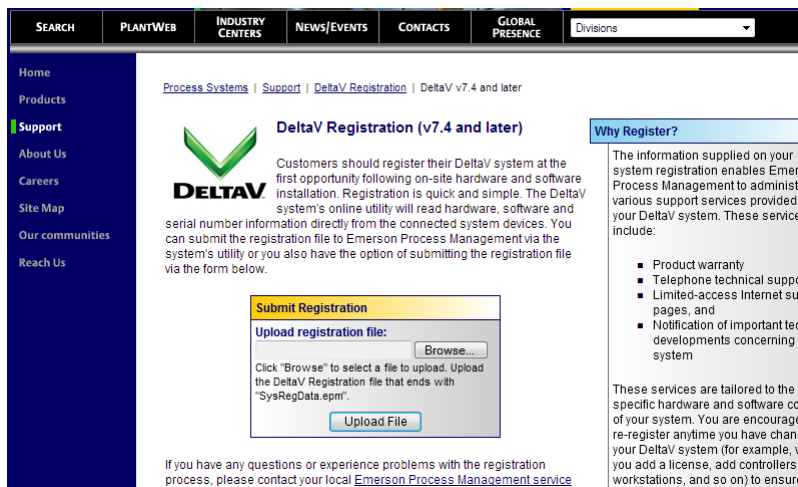 SEARCH
PLANTWEB
INDUSTRY
CENTERS
NEWS/EVENTS
CONTACTS
GLOBAL
PRESENCE
Divisions
Home
Products
Support
About Us
Careers
Site Map
Our communities
Reach Us
Process Systems | Support | DeltaV Registration | DeltaV v7.4 and later
DELTAV
DeltaV Registration (v7.4 and later)
Customers should register their DeltaV system at the
first opportunity following on-site hardware and software
installation. Registration is quick and simple. The DeltaV
system's online utility will read hardware, software and
serial number information directly from the connected system devices. You
can submit the registration file to Emerson Process Management via the
system's utility or you also have the option of submitting the registration file
via the form below.
Submit Registration
Upload registration file:
Browse...
Click "Browse" to select a file to upload. Upload
the DeltaV Registration file that ends with
"SysRegData.epm".
Upload File
If you have any questions or experience problems with the registration
process, please contact your local Emerson Process Management service
Why Register?
The information supplied on your
system registration enables Emer
Process Management to administ
various support services provided
your DeltaV system. These service
include:
Product warranty
Telephone technical suppo
Limited-access Internet su
pages, and
Notification of important tec
developments concerning
system
These services are tailored to the
specific hardware and software co
of your system. You are encourage
re-register anytime you have chan
your DeltaV system (for example, w
you add a license, add controllers
workstations, and so on) to ensure